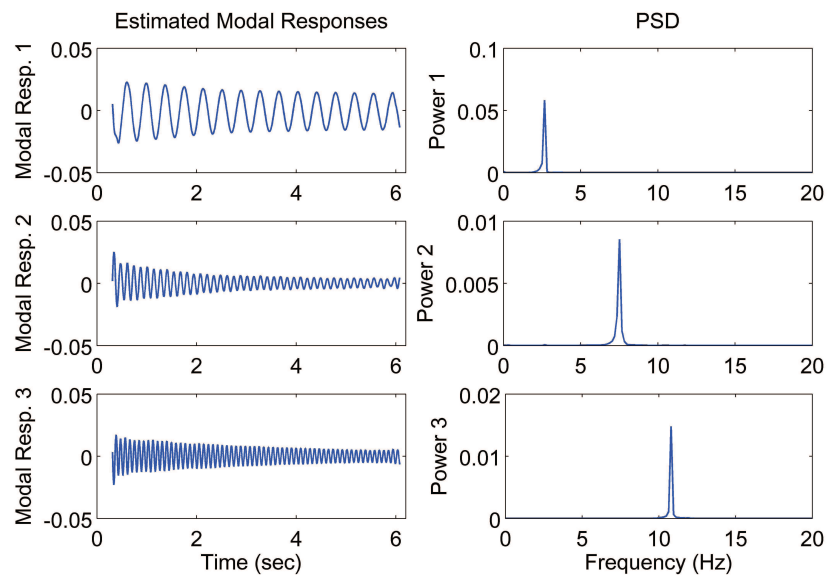 Estimated Modal Responses
PSD
Modal Resp. 1
0.05
0
-0.05
0 2 4 6
Power 1
0.1
0.05
0
0 5 10 15 20
Modal Resp. 2
0.05
0
-0.05
0 2 4 6
Power 2
0.01
0.005
0
0 5 10 15 20
Modal Resp. 3
0.05
0
-0.05
0 2 4 6
Time (sec)
Power 3
0.02
0.01
0
0 5 10 15 20
Frequency (Hz)